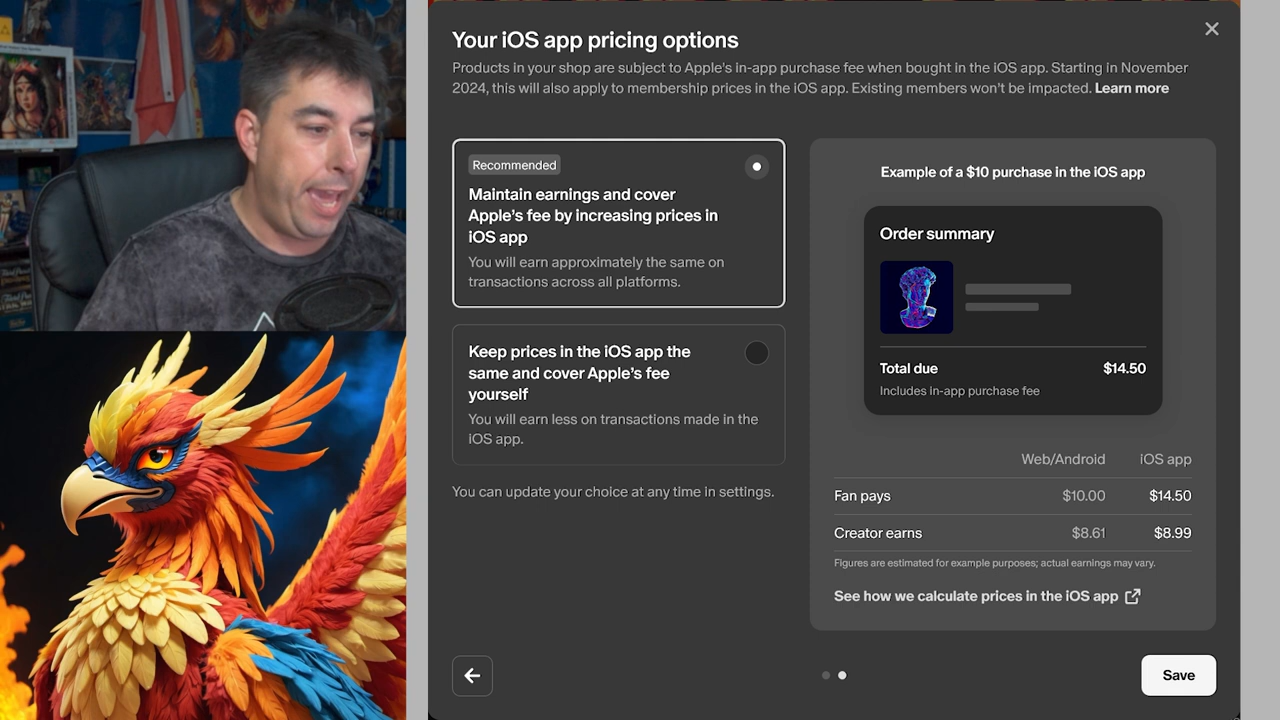 Your iOS app pricing options
Products in your shop are subject to Apple's in-app purchase fee when bought in the iOS app. Starting in November
2024, this will also apply to membership prices in the iOS app. Existing members won't be impacted. Learn more
Recommended
Maintain earnings and cover
Apple's fee by increasing prices in
iOS app
You will earn approximately the same on
transactions across all platforms.
Keep prices in the iOS app the
same and cover Apple's fee
yourself
You will earn less on transactions made in the
iOS app.
You can update your choice at any time in settings.
Example of a $10 purchase in the iOS app
Order summary
Total due $14.50
Includes in-app purchase fee
Web/Android iOS app
Fan pays $10.00 $14.50
Creator earns $8.61 $8.99
Figures are estimated for example purposes; actual earnings may vary.
See how we calculate prices in the iOS app
Save